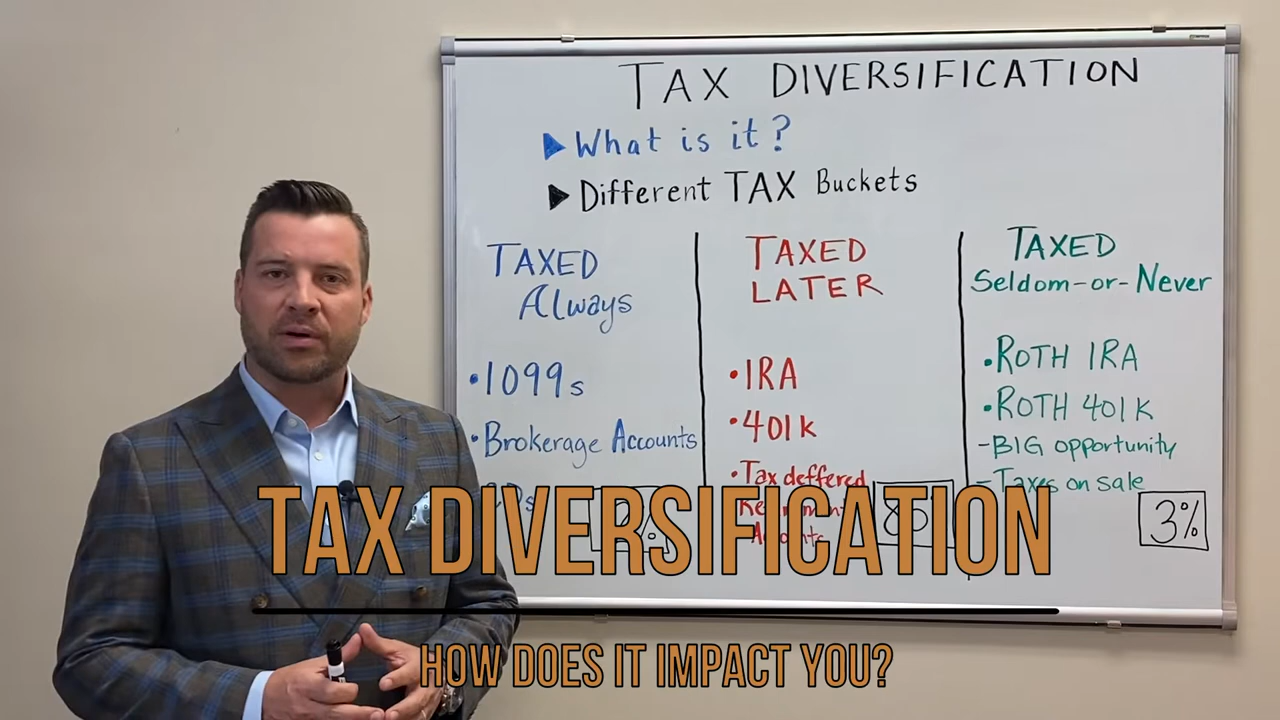 TAX DIVERSIFICATION
▶What is it?
▶Different TAX Buckets
TAXED
Always
•1099s
•Brokerage Accounts
TAXED
LATER
•IRA
•401k
•Tax deffered
TAXED
Seldom-or-Never
•ROTH IRA
•ROTH 401k
-BIG opportunity
-Taxes on sale
3%
TAX DIVERSIFICATION
HOW DOES IT IMPACT YOU?